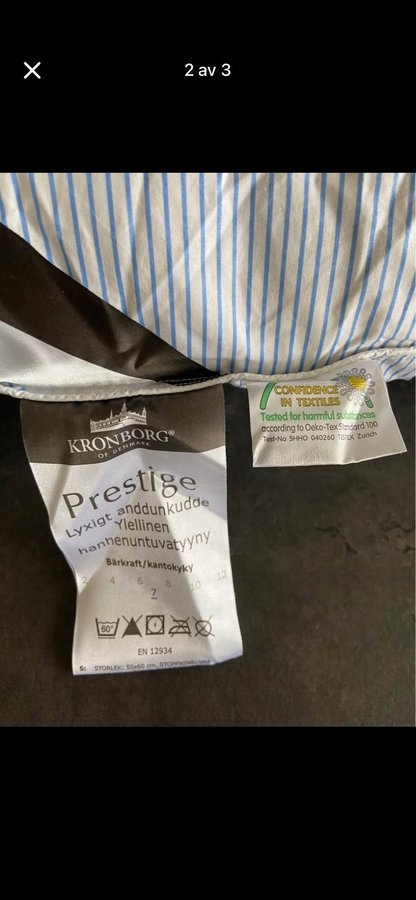 2 av 3
KRONBORG®
OF DENMARK
Prestige
Lyxigt anddunkudde
Ylellinen
hanhenuntuvatyyny
Bärkraft/kantokyky
2 4 6 8 10 12
7
60°
EN 12934
S: STORLEK: 50x60 cm, STOPPNING:
CONFIDENCE
IN TEXTILES
Tested for harmful substances
according to Oeko-Tex Standard 100
Test-No SHHO 040260 TESTEX Zurich